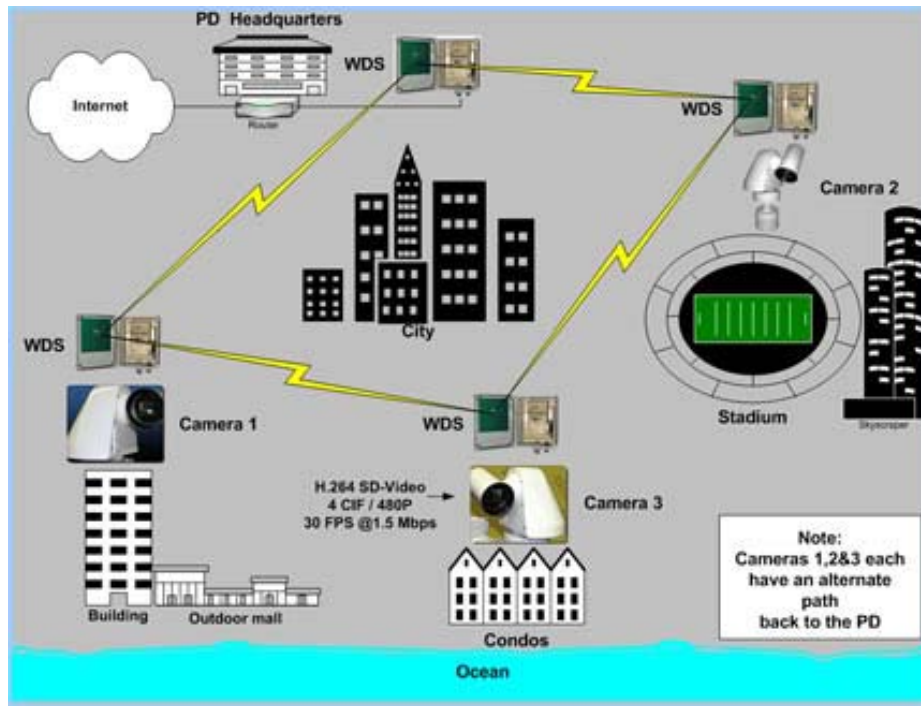 PD Headquarters
WDS
Internet
Router
WDS
Camera 2
City
WDS
Camera 1
WDS
Stadium
Skyscraper
H.264 SD-Video
4 CIF / 480P
30 FPS @1.5 Mbps
Camera 3
Note:
Cameras 1,2&3 each
have an alternate
path
back to the PD
Building
Outdoor mall
Condos
Ocean